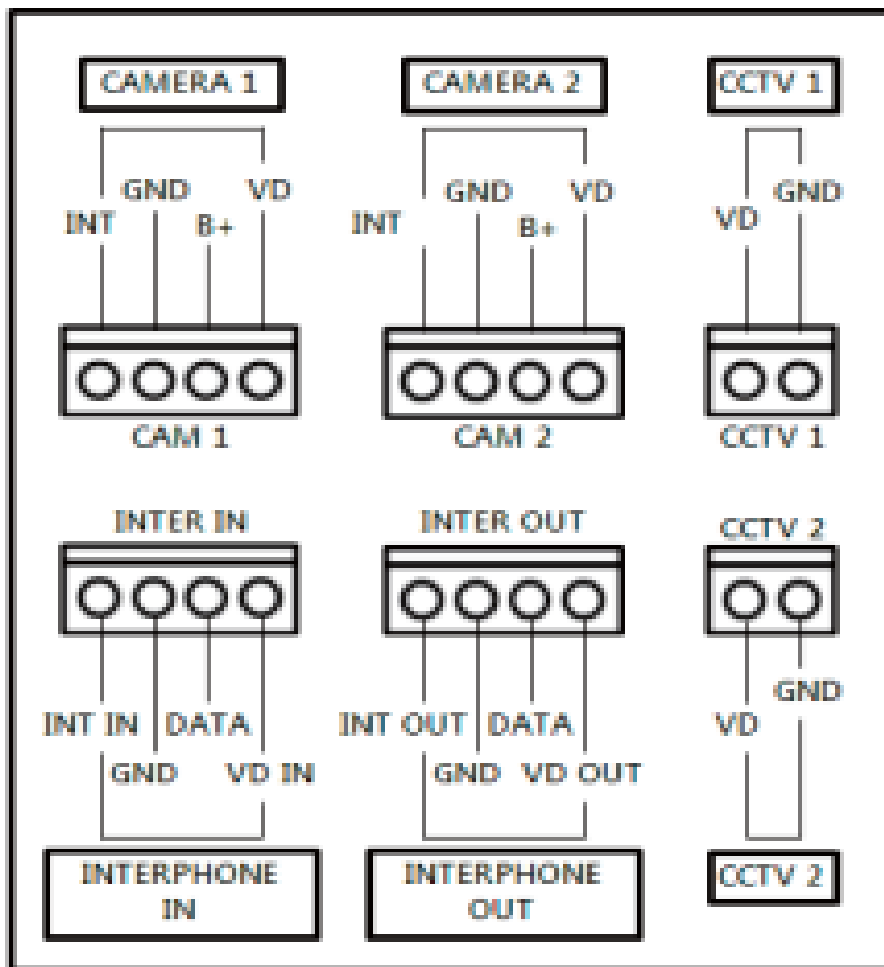 CAMERA 1 CAMERA 2 CCTV 1
GND VD GND VD GND
INT B+ INT B+ VD
CAM 1 CAM 2 CCTV 1
INTER IN INTER OUT CCTV 2
GND
INT IN DATA INT OUT DATA VD
GND VD IN GND VD OUT
INTERPHONE INTERPHONE CCTV 2
IN OUT